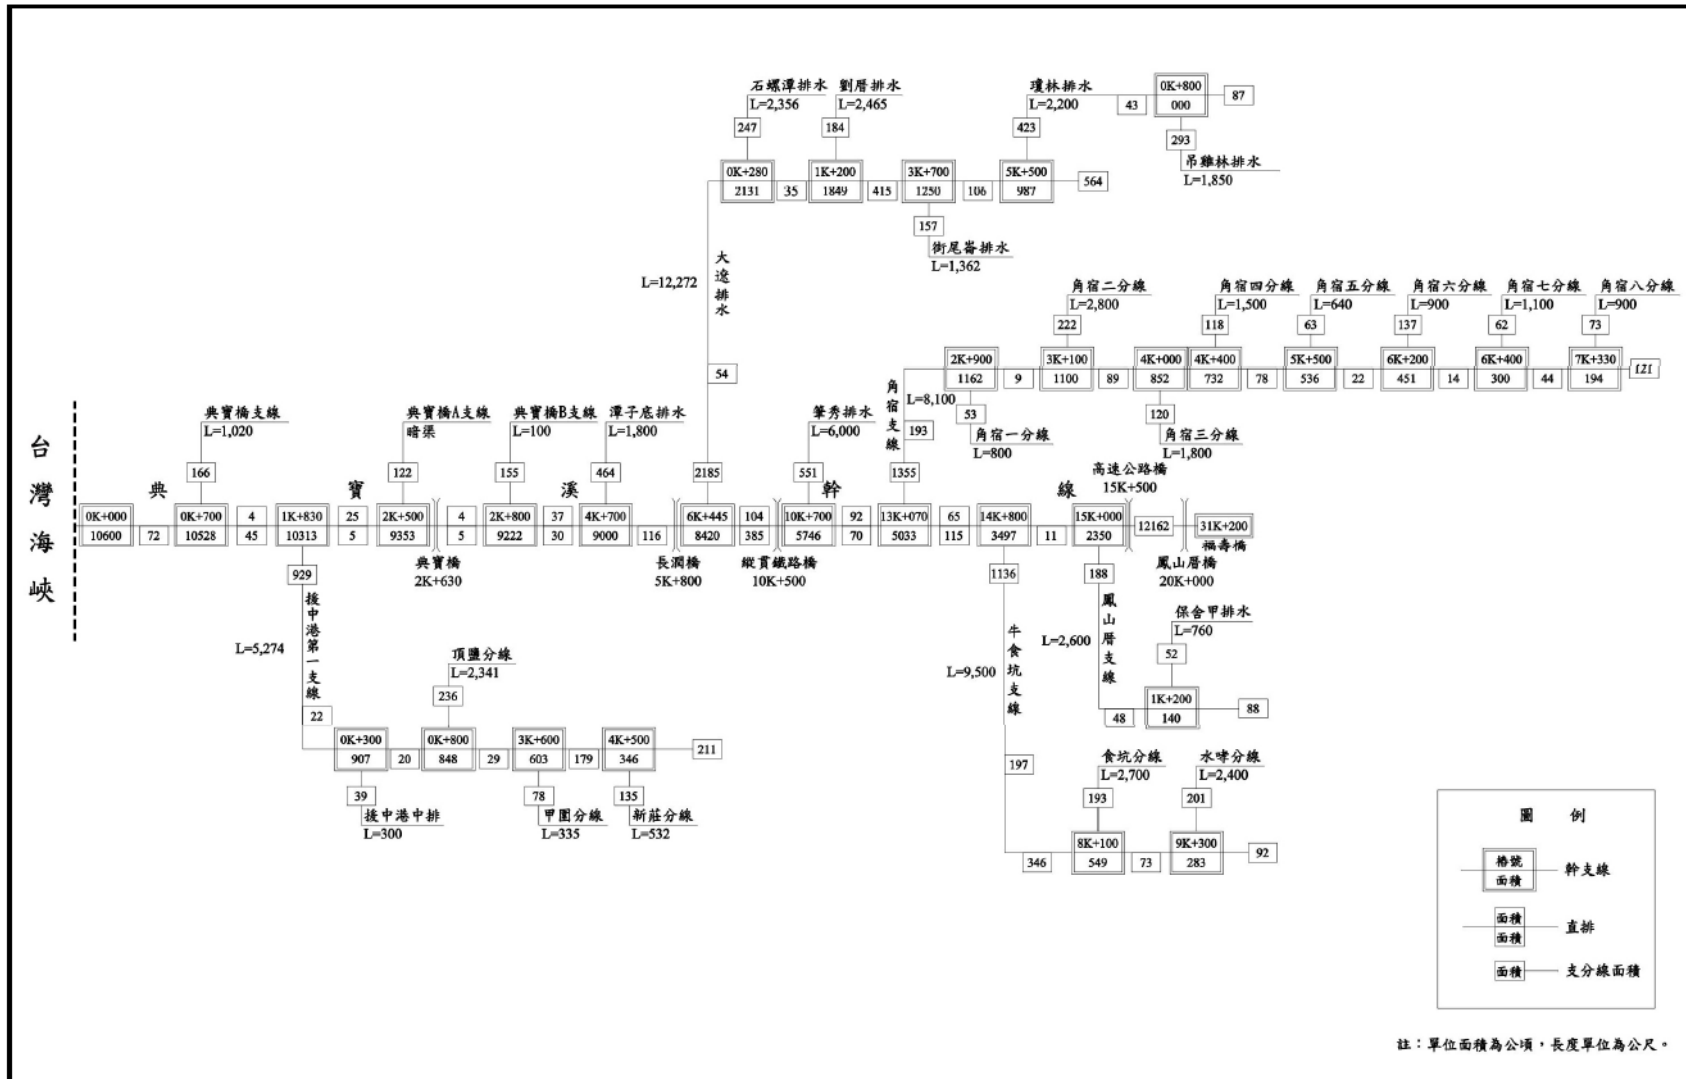 石螺潭排水
L=2,356
247
劉厝排水
L=2,465
184
瓊林排水
L=2,200
423
43
0K+800
000
87
293
吊雞林排水
L=1,850
0K+280
2131
35
1K+200
1849
415
3K+700
1250
106
5K+500
987
564
157
街尾崙排水
L=1,362
大遼排水
L=12,272
54
2185
角宿二分線
L=2,800
222
角宿四分線
L=1,500
118
角宿五分線
L=640
63
角宿六分線
L=900
137
角宿七分線
L=1,100
62
角宿八分線
L=900
73
2K+900
1162
9
3K+100
1100
89
4K+000
852
4K+400
732
78
5K+500
536
22
6K+200
451
14
6K+400
300
44
7K+330
194
121
角宿支線
L=8,100
193
1355
53
角宿一分線
L=800
120
角宿三分線
L=1,800
台灣海峽
典寶橋支線
L=1,020
166
典寶橋A支線
暗渠
122
典寶橋B支線
L=100
155
潭子底排水
L=1,800
464
筆秀排水
L=6,000
551
高速公路橋
15K+500
典寶溪幹線
0K+000
10600
72
0K+700
10528
4
45
1K+830
10313
25
5
2K+500
9353
4
5
2K+800
9222
37
30
4K+700
9000
116
6K+445
8420
104
385
10K+700
5746
92
70
13K+070
5033
65
115
14K+800
3497
11
15K+000
2350
12162
31K+200
福壽橋
典寶橋
2K+630
長潤橋
5K+800
縱貫鐵路橋
10K+500
鳳山厝橋
20K+000
929
援中港第一支線
L=5,274
22
頂鹽分線
L=2,341
236
0K+300
907
20
0K+800
848
29
3K+600
603
179
4K+500
346
211
39
援中港中排
L=300
78
甲圍分線
L=335
135
新莊分線
L=532
1136
牛食坑支線
L=9,500
197
188
鳳山厝支線
L=2,600
保舍甲排水
L=760
52
48
1K+200
140
88
食坑分線
L=2,700
193
水哮分線
L=2,400
201
346
8K+100
549
73
9K+300
283
92
圖 例
樁號
面積
幹支線
面積
面積
直排
面積
支分線面積
註：單位面積為公頃，長度單位為公尺。